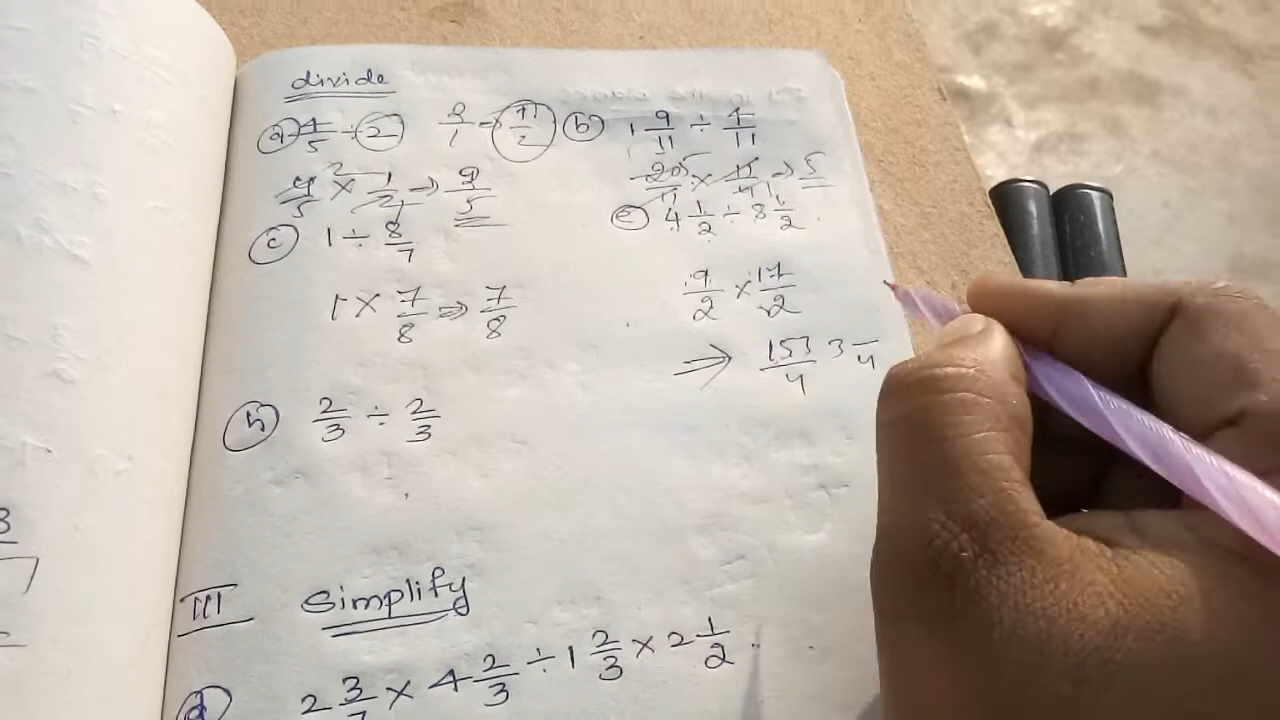 divide
ⓐ 4/5 ÷ 2 2/1 → 1/2 ⓑ 1 9/11 ÷ 4/11
4/5 × 1/2 → 2/5 20/11 × 11/4 → 5
ⓒ 1 ÷ 8/7 ⓔ 4 1/2 ÷ 8 1/2
1 × 7/8 ⇒ 7/8 9/2 × 17/2
⇒ 153/4 3 –/4
ⓗ 2/3 ÷ 2/3
3
III Simplify
ⓓ 2 3/7 × 4 2/3 ÷ 1 2/3 × 2 1/2